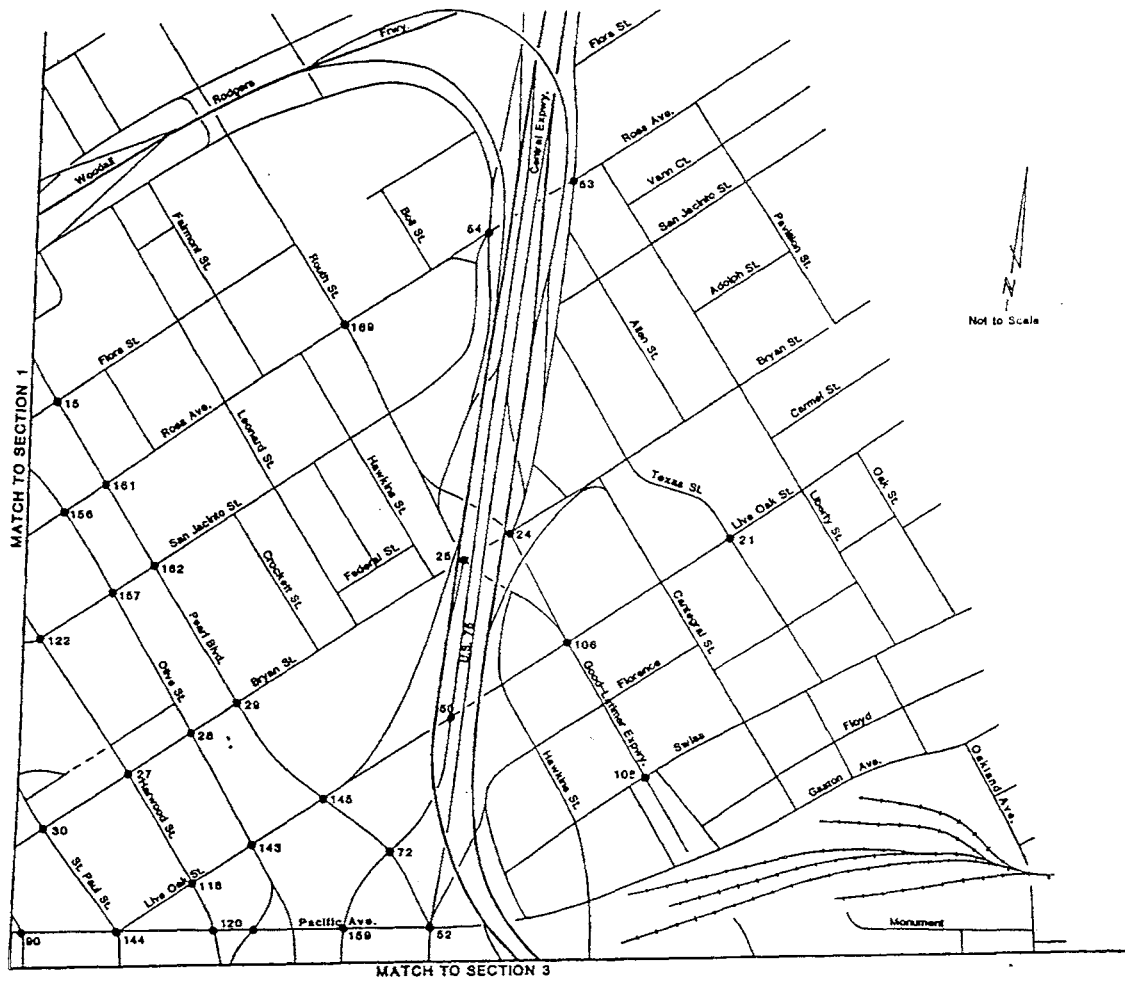 Flora St.
Frwy.
Rodgers
Woodall
Central Expwy.
Ross Ave.
53
Vann Ct.
San Jacinto St.
Fairmont St.
Boll St.
54
Pavillion St.
Routh St.
Adolph St.
N
Not to Scale
169
Allen St.
Bryan St.
Flora St.
MATCH TO SECTION 1
15
Ross Ave.
Carmel St.
Leonard St.
Hawkins St.
Texas St.
Oak St.
161
156
San Jacinto St.
Live Oak St.
Liberty St.
24
21
Federal St.
25
162
Crockett St.
157
Cantegral St.
122
Pearl Blvd.
U.S. 75
106
Good-Latimer Expwy.
Florence
Olive St.
Bryan St.
29
50
28
Swiss
Floyd
27
Harwood St.
Hawkins St.
105
Gaston Ave.
Oakland Ave.
145
30
143
72
St. Paul St.
Live Oak St.
118
120
Pacific Ave.
Monument
90
144
159
52
MATCH TO SECTION 3